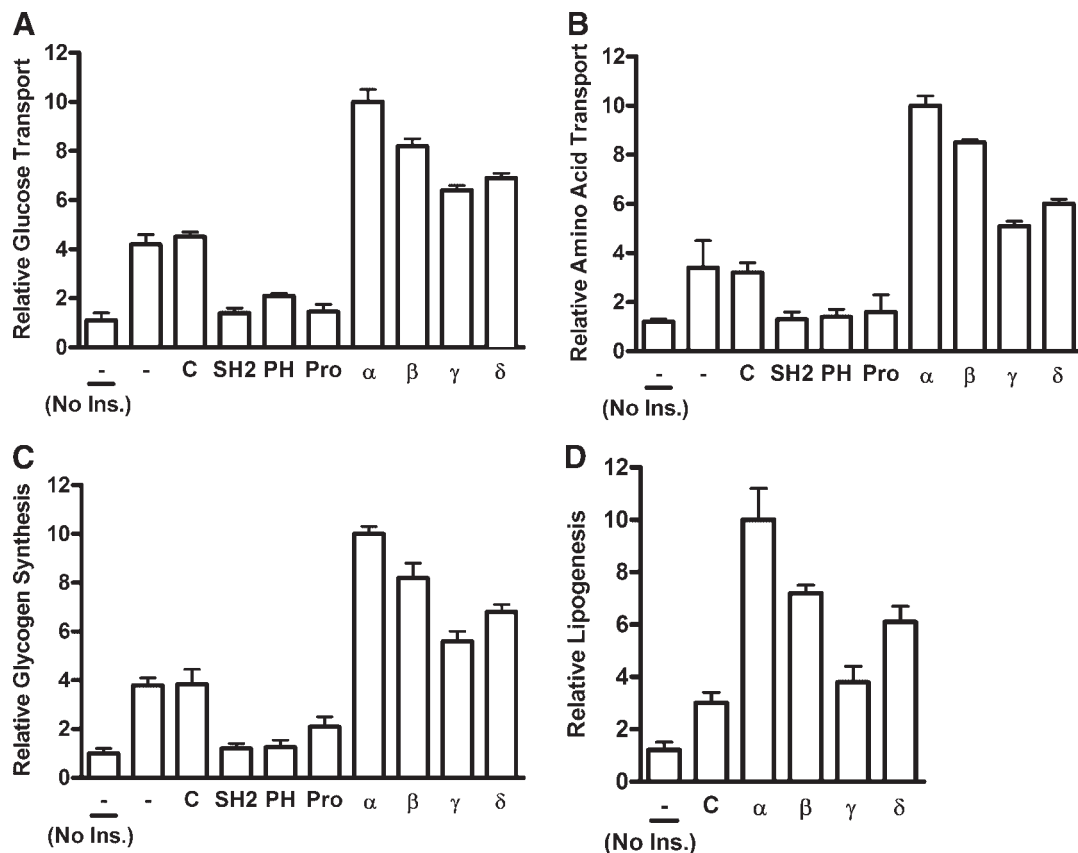 A
Relative Glucose Transport
12
10
8
6
4
2
0
- - C SH2 PH Pro α β γ δ
(No Ins.)
B
Relative Amino Acid Transport
12
10
8
6
4
2
0
- - C SH2 PH Pro α β γ δ
(No Ins.)
C
Relative Glycogen Synthesis
12
10
8
6
4
2
0
- - C SH2 PH Pro α β γ δ
(No Ins.)
D
Relative Lipogenesis
12
10
8
6
4
2
0
- C α β γ δ
(No Ins.)